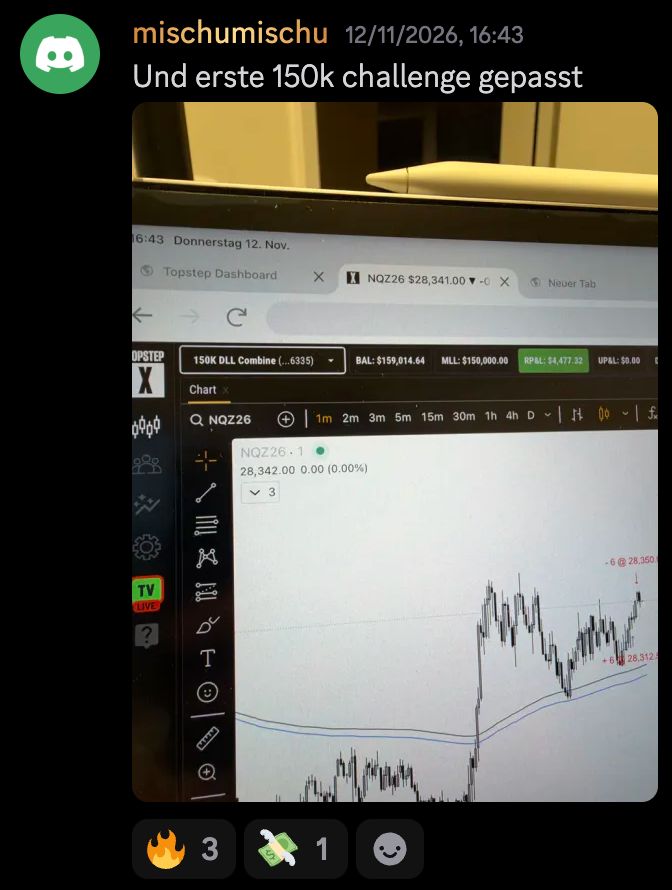 mischumischu 12/11/2026, 16:43
Und erste 150k challenge gepasst
16:43 Donnerstag 12. Nov.
Topstep Dashboard
NQZ26 $28,341.00 ▼ -0
Neuer Tab
OPSTEP
X
150K DLL Combine (...6335)
BAL: $159,014.64
MLL: $150,000.00
RP&L: $4,477.32
UP&L: $0.00
Chart
NQZ26
1m 2m 3m 5m 15m 30m 1h 4h D
NQZ26 · 1
28,342.00 0.00 (0.00%)
3
TV
LIVE
- 6 @ 28,350.
+ 6 @ 28,312.
3
1